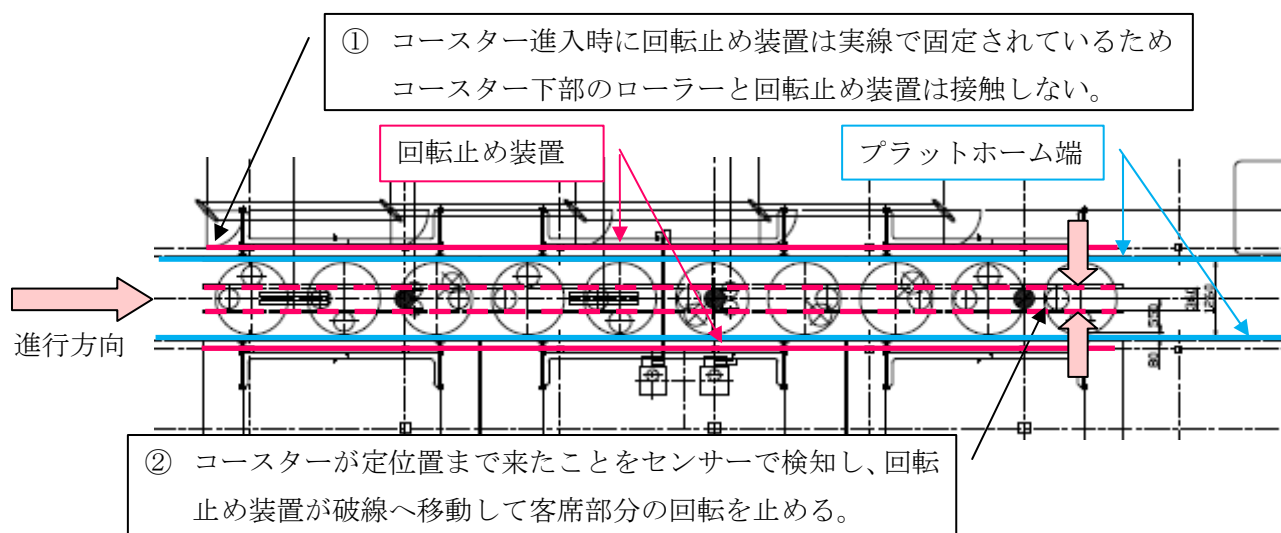 ① コースター進入時に回転止め装置は実線で固定されているため
コースター下部のローラーと回転止め装置は接触しない。
回転止め装置
プラットホーム端
進行方向
② コースターが定位置まで来たことをセンサーで検知し、回転
止め装置が破線へ移動して客席部分の回転を止める。